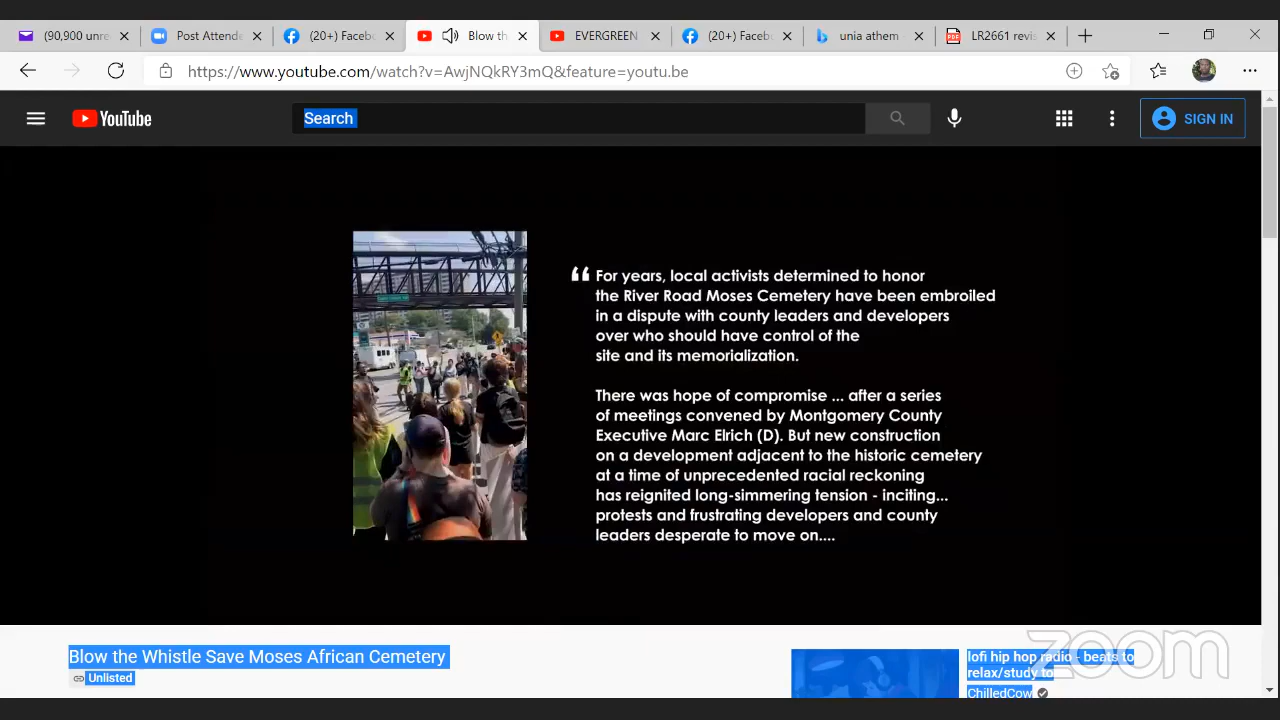 (90,900 unre
Post Attende
(20+) Facebo
Blow th
EVERGREEN
(20+) Facebo
unia athem
LR2661 revis
https://www.youtube.com/watch?v=AwjNQkRY3mQ&feature=youtu.be
YouTube
Search
SIGN IN
“ For years, local activists determined to honor
the River Road Moses Cemetery have been embroiled
in a dispute with county leaders and developers
over who should have control of the
site and its memorialization.
There was hope of compromise ... after a series
of meetings convened by Montgomery County
Executive Marc Elrich (D). But new construction
on a development adjacent to the historic cemetery
at a time of unprecedented racial reckoning
has reignited long-simmering tension - inciting...
protests and frustrating developers and county
leaders desperate to move on....
Blow the Whistle Save Moses African Cemetery
Unlisted
lofi hip hop radio - beats to
relax/study to
ChilledCow
zoom